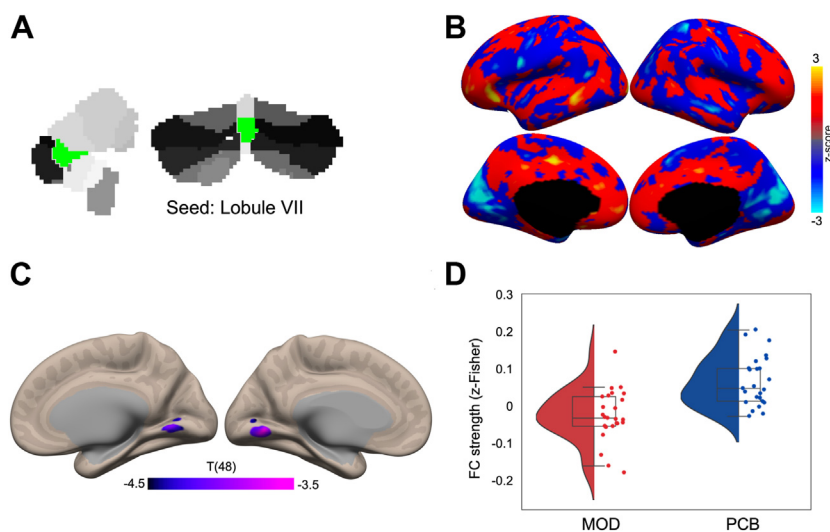 A
Seed: Lobule VII
B
3
z-score
-3
C
T(48)
-4.5
-3.5
D
FC strength (z-Fisher)
0.3
0.2
0.1
0
-0.1
-0.2
MOD
PCB